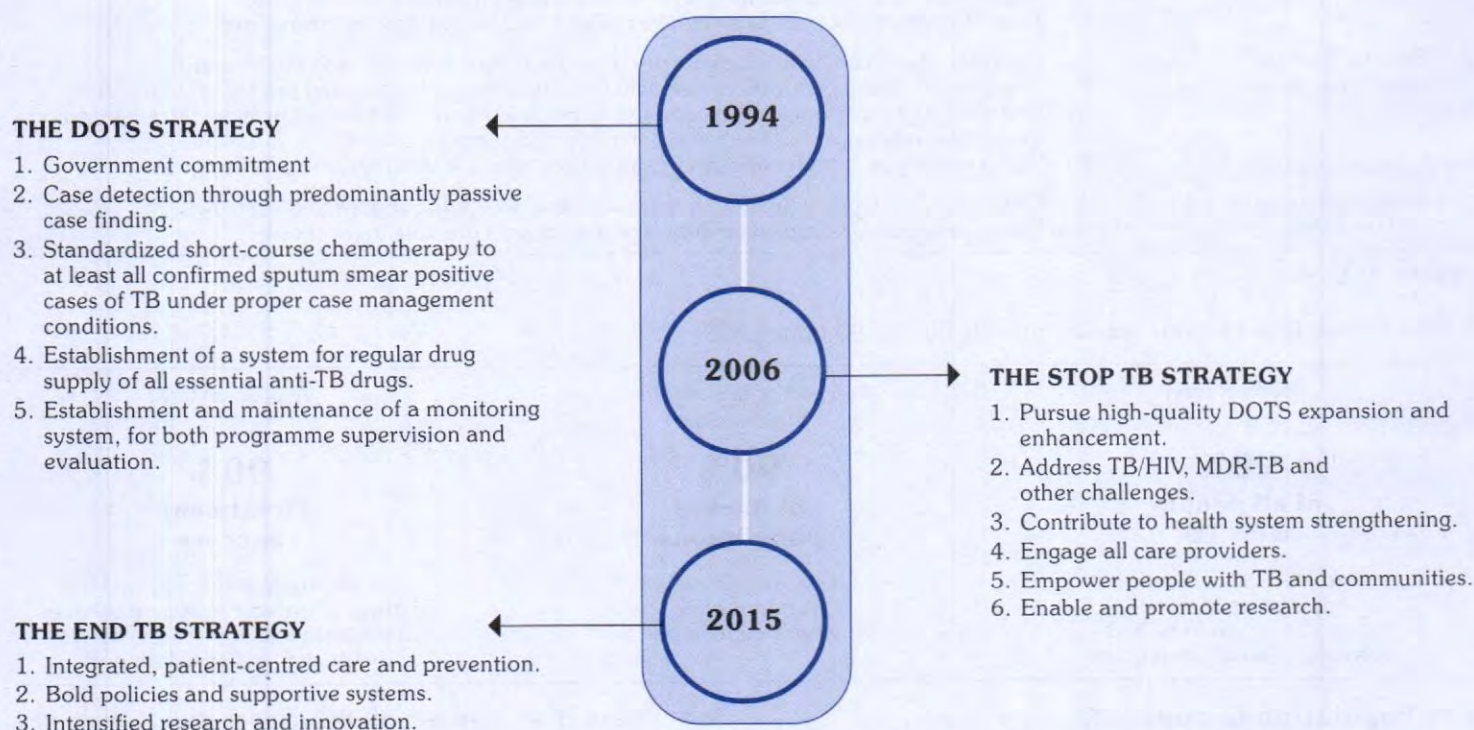 1994
THE DOTS STRATEGY
1. Government commitment
2. Case detection through predominantly passive
case finding.
3. Standardized short-course chemotherapy to
at least all confirmed sputum smear positive
cases of TB under proper case management
conditions.
4. Establishment of a system for regular drug
supply of all essential anti-TB drugs.
5. Establishment and maintenance of a monitoring
system, for both programme supervision and
evaluation.
2006
THE STOP TB STRATEGY
1. Pursue high-quality DOTS expansion and
enhancement.
2. Address TB/HIV, MDR-TB and
other challenges.
3. Contribute to health system strengthening.
4. Engage all care providers.
5. Empower people with TB and communities.
6. Enable and promote research.
2015
THE END TB STRATEGY
1. Integrated, patient-centred care and prevention.
2. Bold policies and supportive systems.
3. Intensified research and innovation.